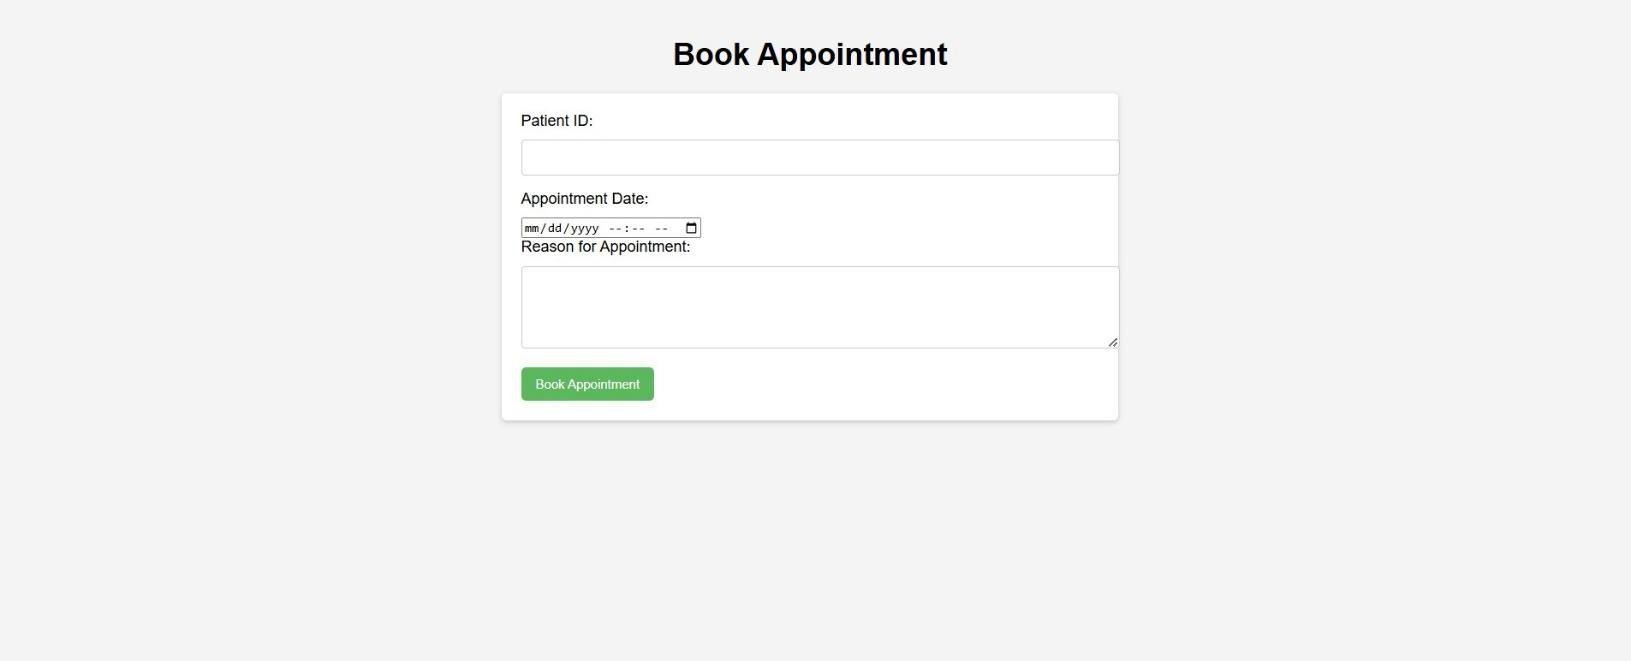 Book Appointment
Patient ID:
Appointment Date:
mm/dd/yyyy --:-- --
Reason for Appointment:
Book Appointment